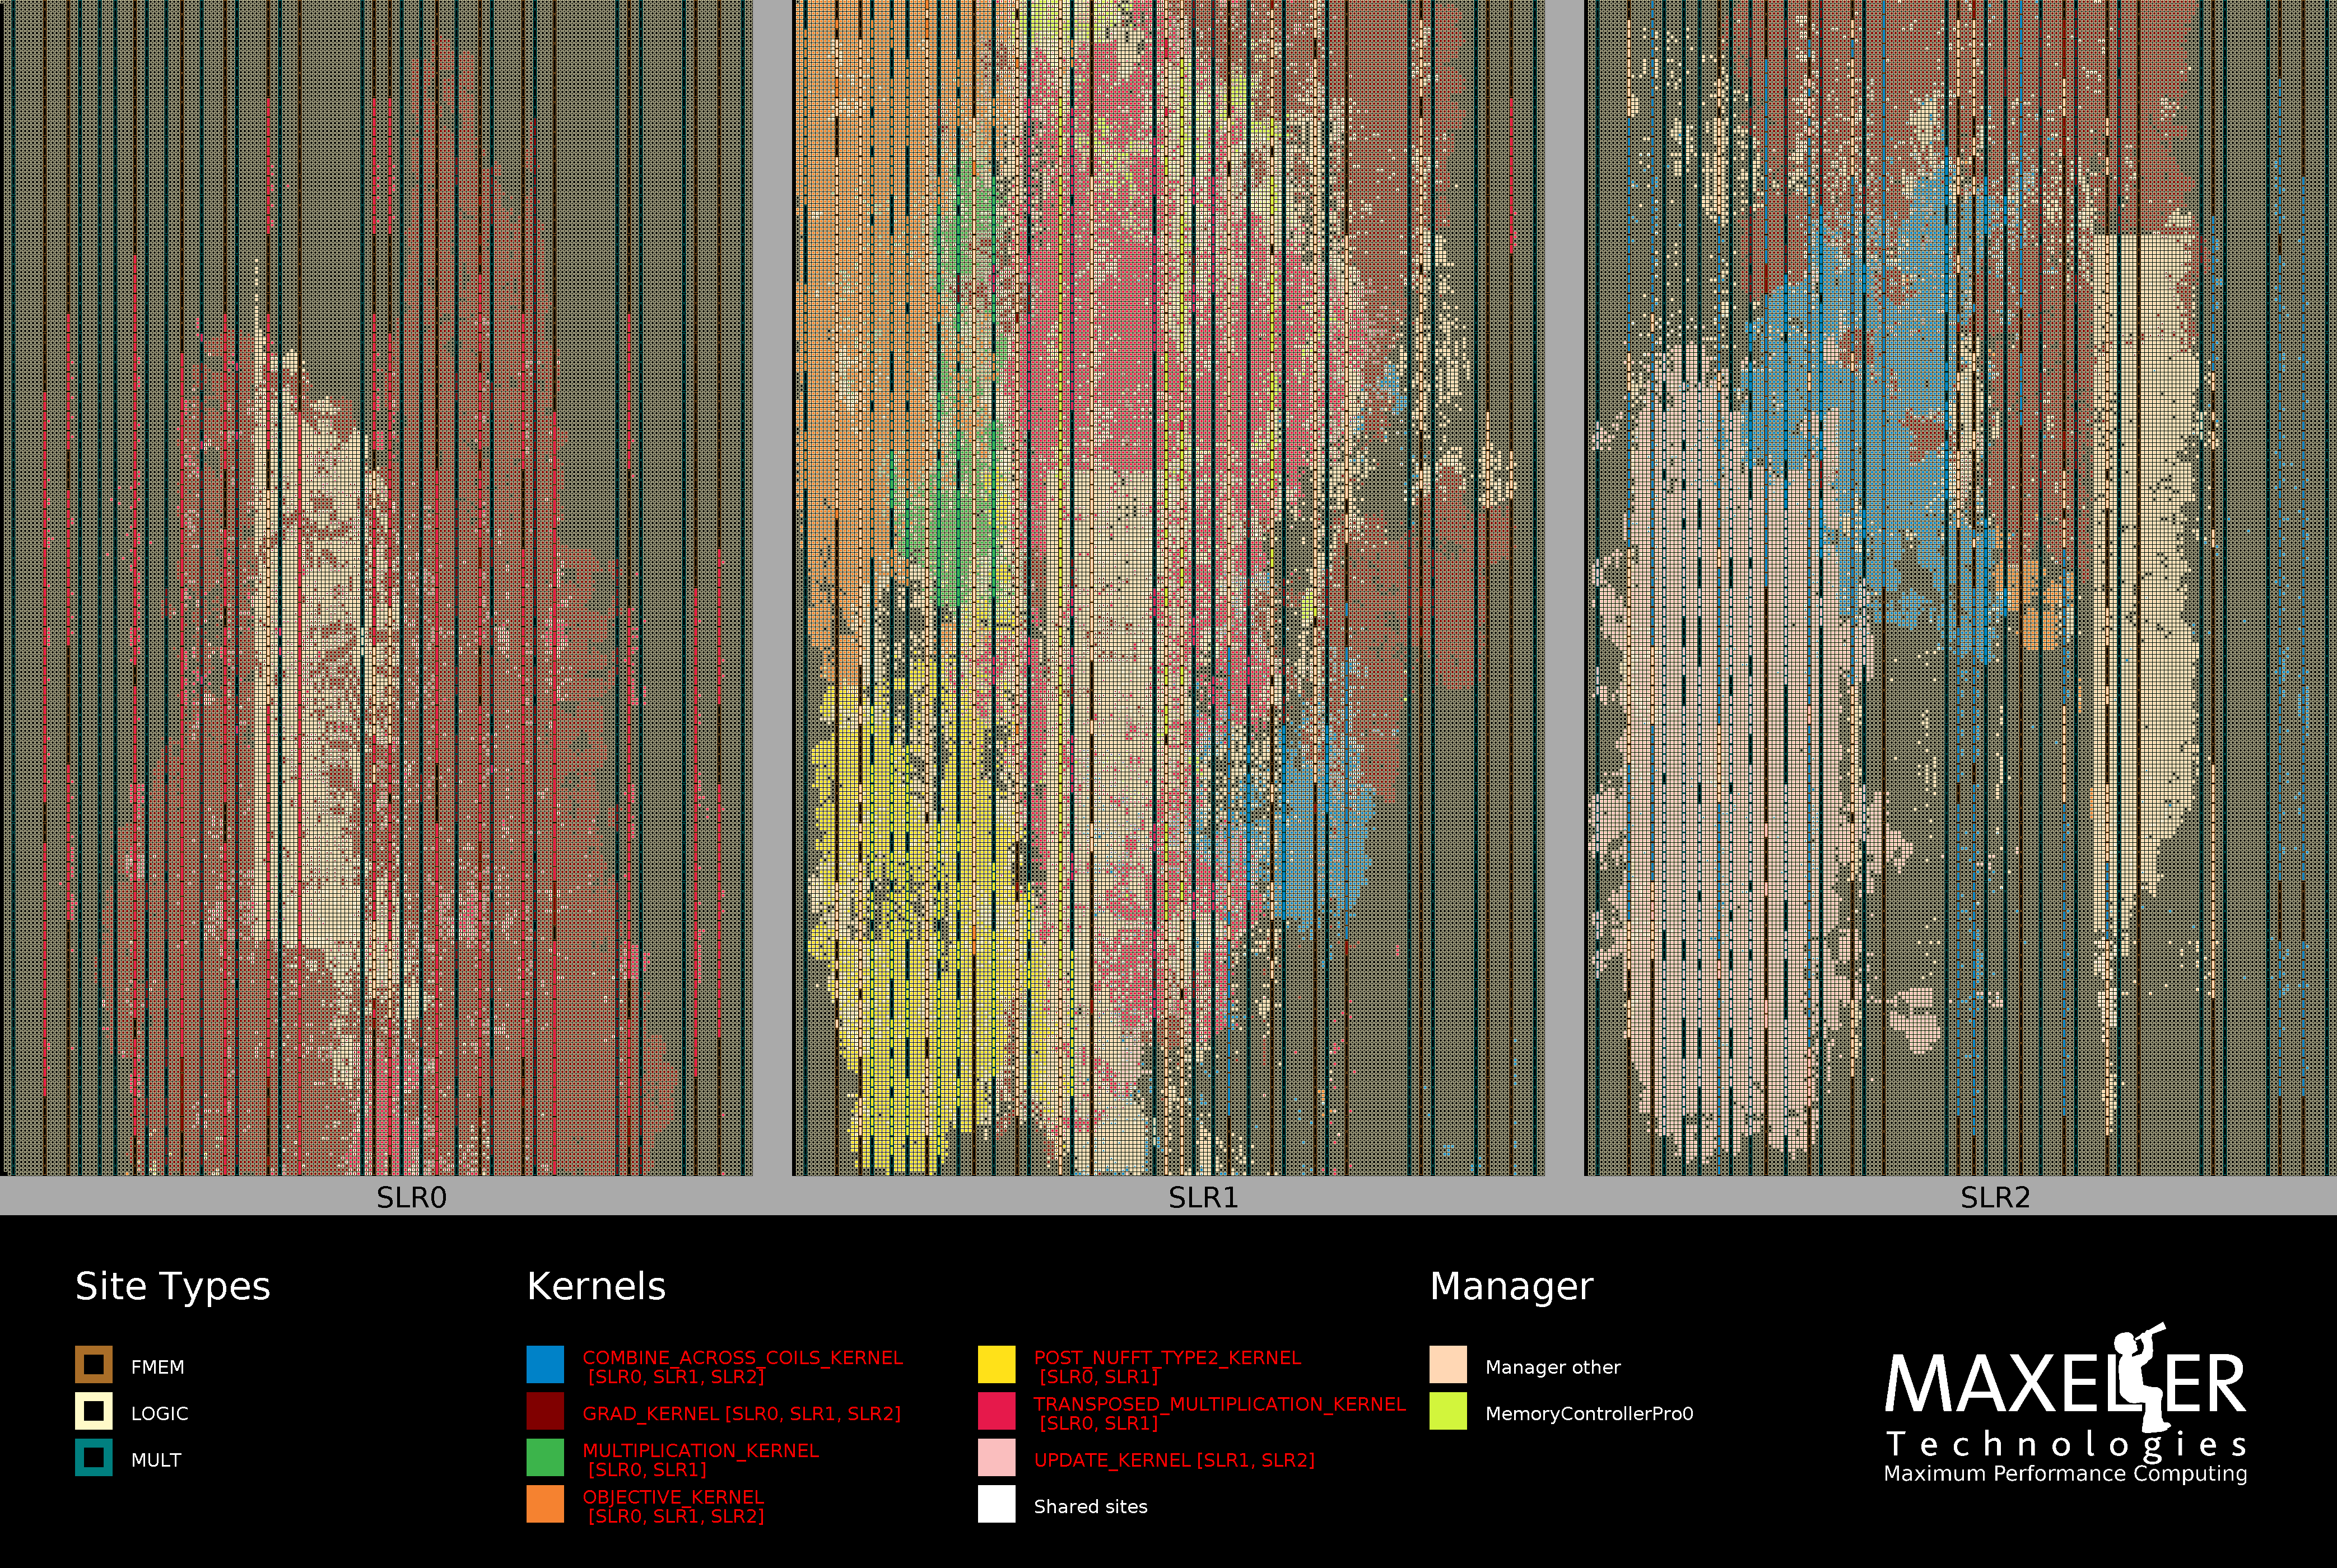 SLR0
SLR1
SLR2
Site Types
FMEM
LOGIC
MULT
Kernels
COMBINE_ACROSS_COILS_KERNEL
[SLR0, SLR1, SLR2]
GRAD_KERNEL [SLR0, SLR1, SLR2]
MULTIPLICATION_KERNEL
[SLR0, SLR1]
OBJECTIVE_KERNEL
[SLR0, SLR1, SLR2]
POST_NUFFT_TYPE2_KERNEL
[SLR0, SLR1]
TRANSPOSED_MULTIPLICATION_KERNEL
[SLR0, SLR1]
UPDATE_KERNEL [SLR1, SLR2]
Shared sites
Manager
Manager other
MemoryControllerPro0
MAXELER
Technologies
Maximum Performance Computing